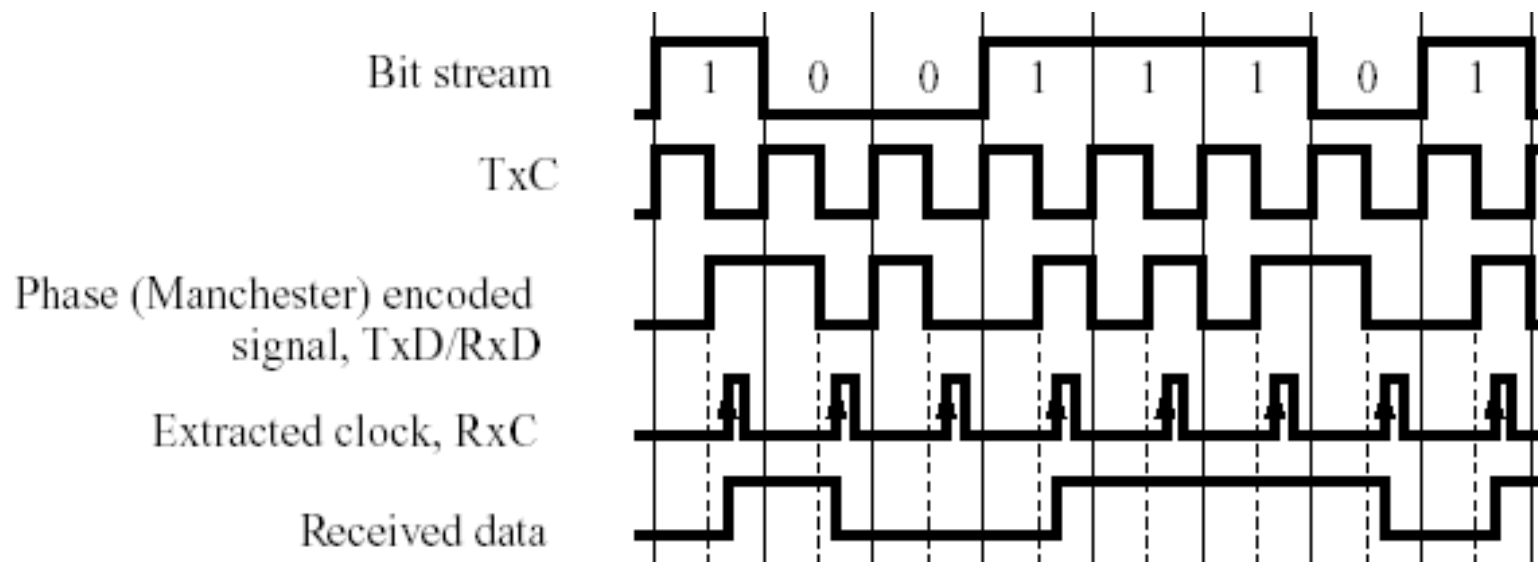 Bit stream
1 0 0 1 1 1 0 1
TxC
Phase (Manchester) encoded
signal, TxD/RxD
Extracted clock, RxC
Received data